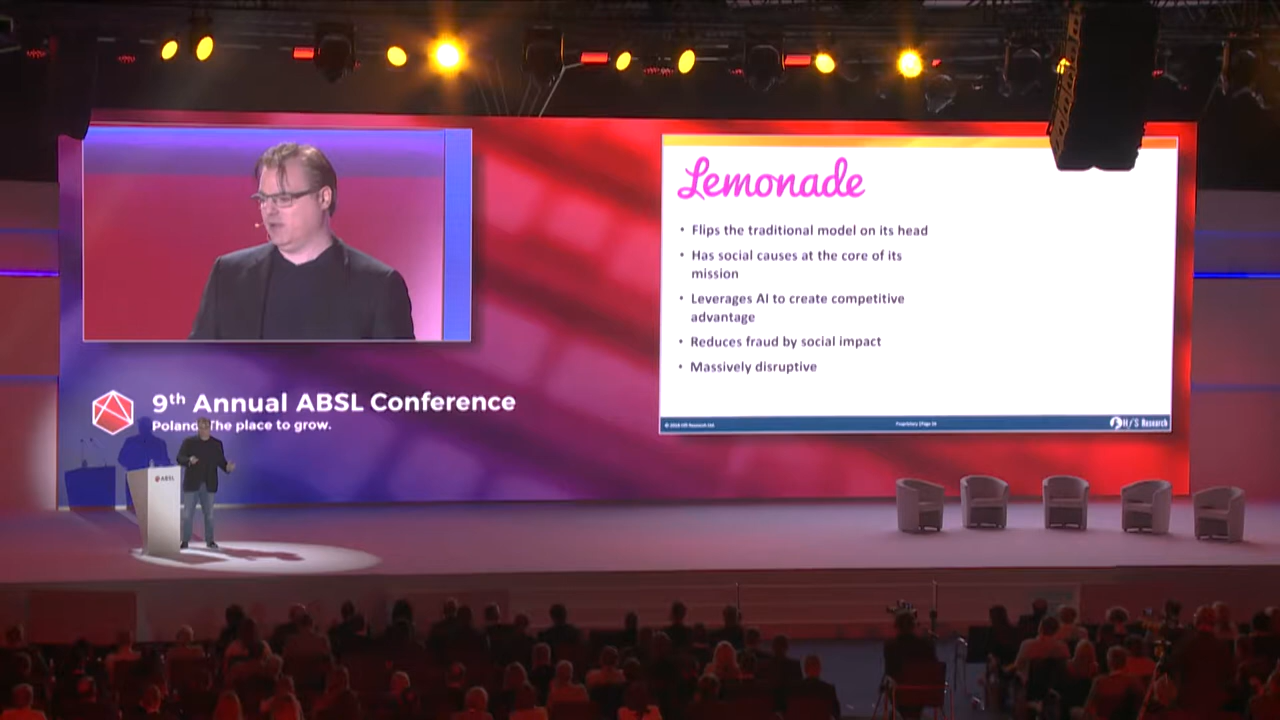 Lemonade
• Flips the traditional model on its head
• Has social causes at the core of its
mission
• Leverages AI to create competitive
advantage
• Reduces fraud by social impact
• Massively disruptive
HfS Research
9th Annual ABSL Conference
Poland. The place to grow.
ABSL